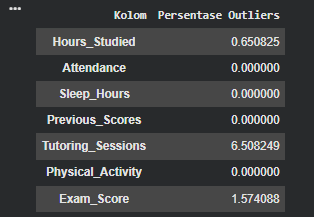 Kolom Persentase Outliers
Hours_Studied 0.650825
Attendance 0.000000
Sleep_Hours 0.000000
Previous_Scores 0.000000
Tutoring_Sessions 6.508249
Physical_Activity 0.000000
Exam_Score 1.574088